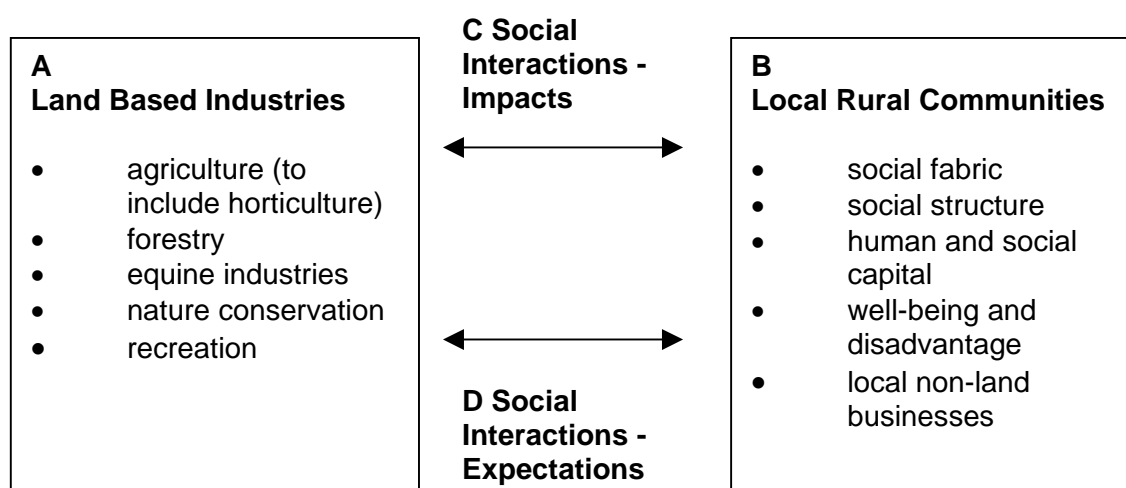 A
Land Based Industries
• agriculture (to
include horticulture)
• forestry
• equine industries
• nature conservation
• recreation
C Social
Interactions -
Impacts
D Social
Interactions -
Expectations
B
Local Rural Communities
• social fabric
• social structure
• human and social
capital
• well-being and
disadvantage
• local non-land
businesses